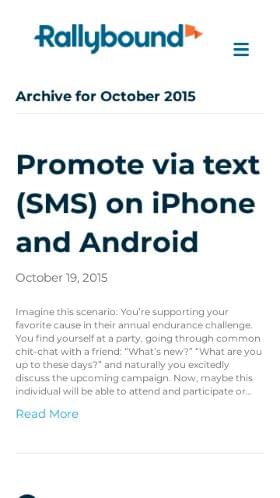 Rallybound
Archive for October 2015
Promote via text
(SMS) on iPhone
and Android
October 19, 2015
Imagine this scenario: You’re supporting your
favorite cause in their annual endurance challenge.
You find yourself at a party, going through common
chit-chat with a friend: “What’s new?” “What are you
up to these days?” and naturally you excitedly
discuss the upcoming campaign. Now, maybe this
individual will be able to attend and participate or…
Read More